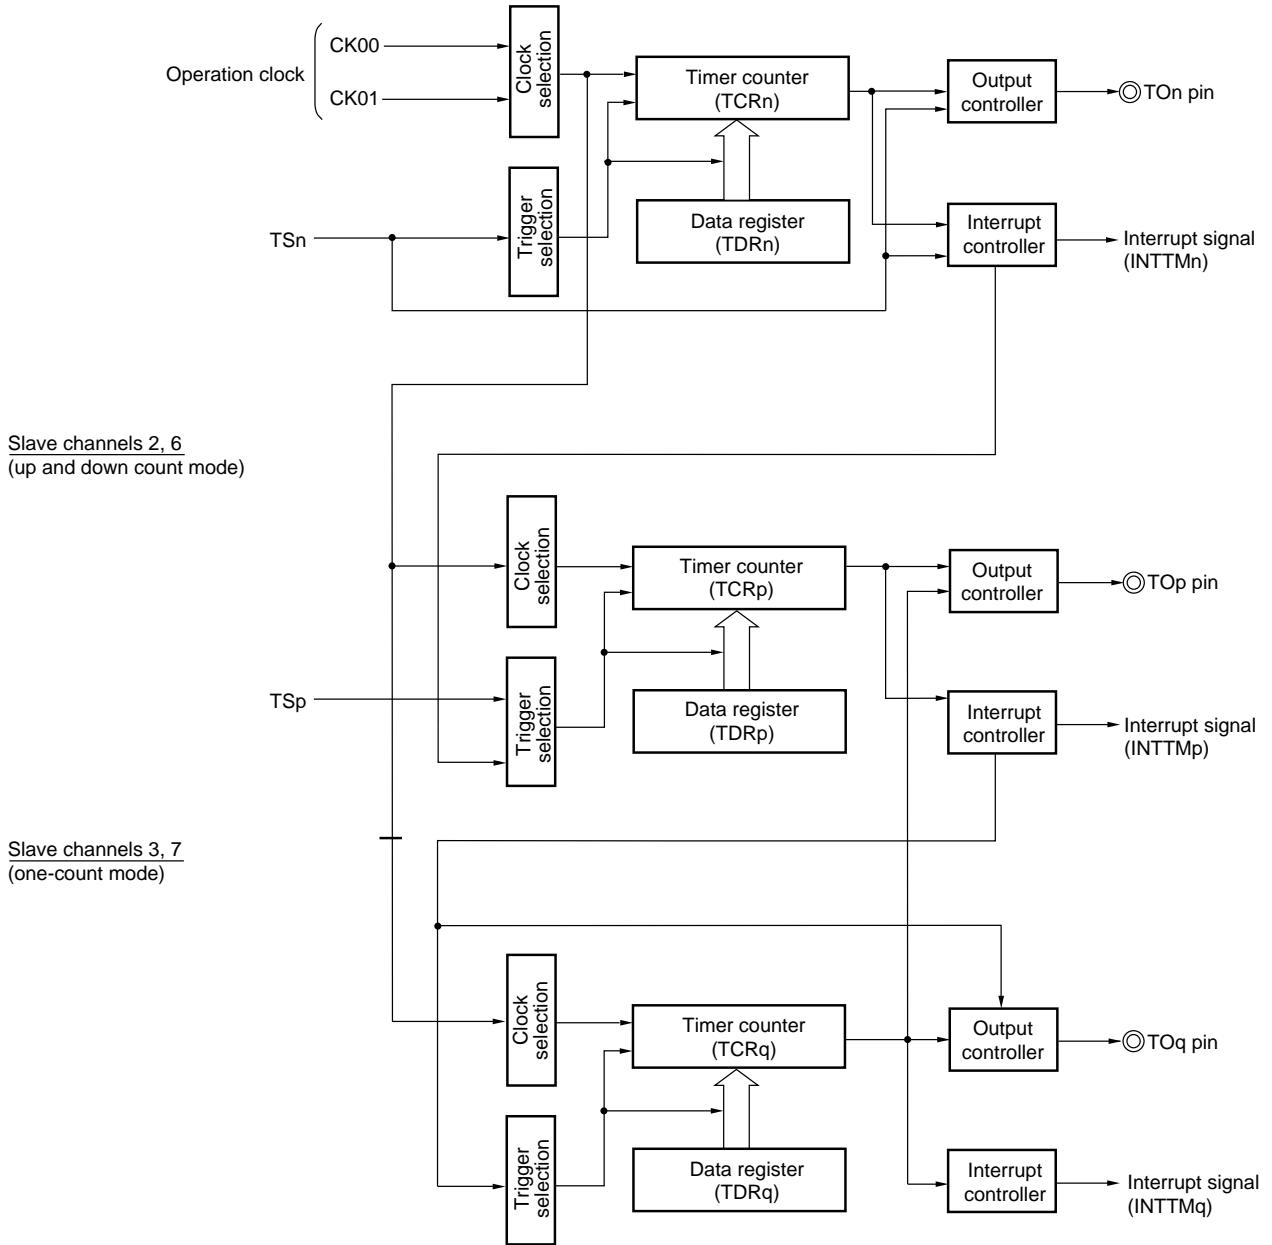 Operation clock
CK00
CK01
Clock
selection
Timer counter
(TCRn)
Output
controller
TOn pin
TSn
Trigger
selection
Data register
(TDRn)
Interrupt
controller
Interrupt signal
(INTTMn)
Slave channels 2, 6
(up and down count mode)
Clock
selection
Timer counter
(TCRp)
Output
controller
TOp pin
TSp
Trigger
selection
Data register
(TDRp)
Interrupt
controller
Interrupt signal
(INTTMp)
Slave channels 3, 7
(one-count mode)
Clock
selection
Timer counter
(TCRq)
Output
controller
TOq pin
Trigger
selection
Data register
(TDRq)
Interrupt
controller
Interrupt signal
(INTTMq)